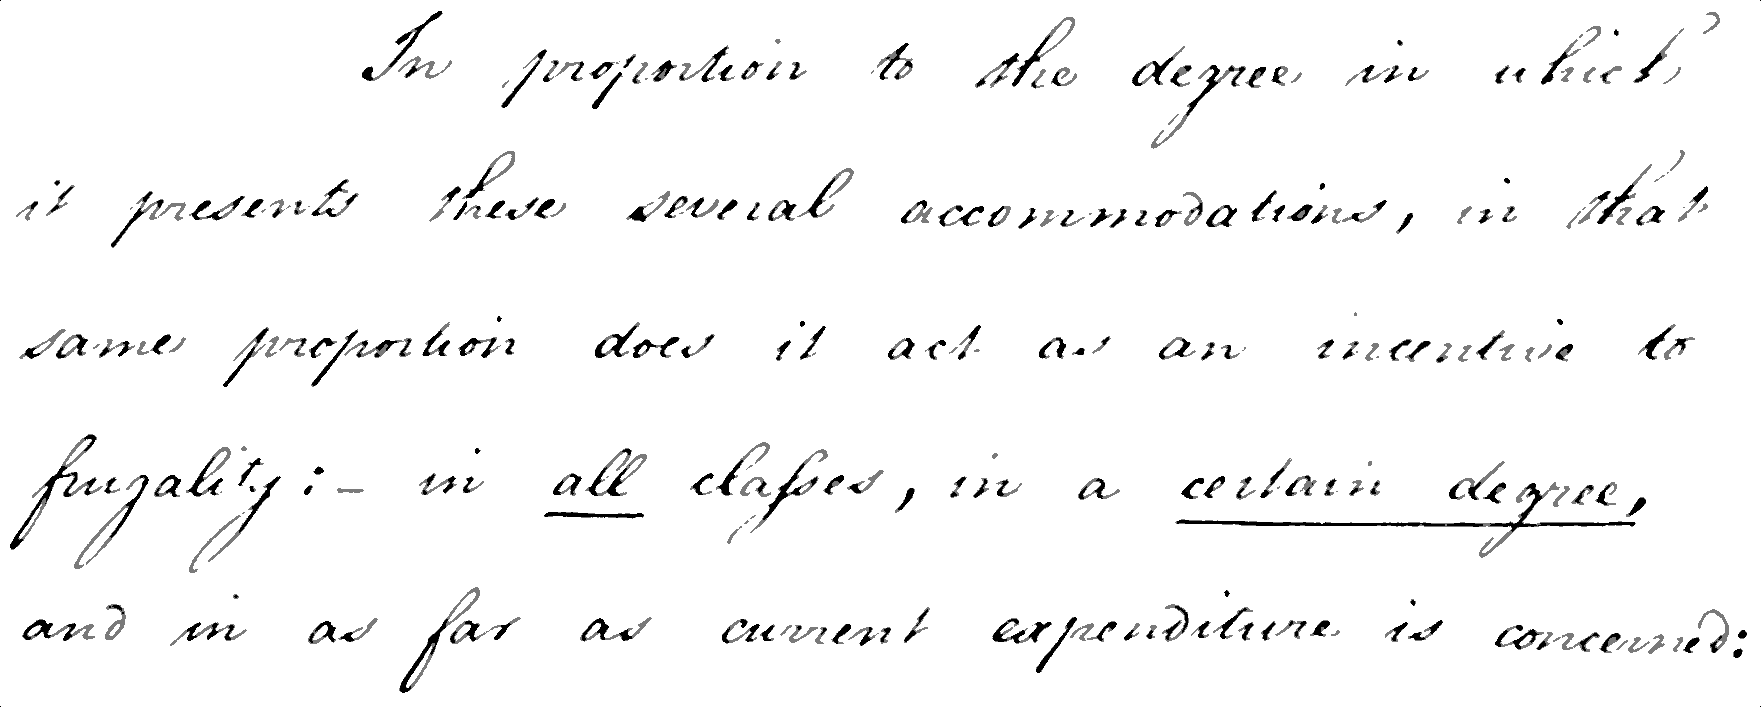 In proportion to the degree in which
it presents these several accommodations, in that
same proportion does it act as an incentive to
frugality:– in all claſses, in a certain degree,
and in as far as current expenditure is concerned: